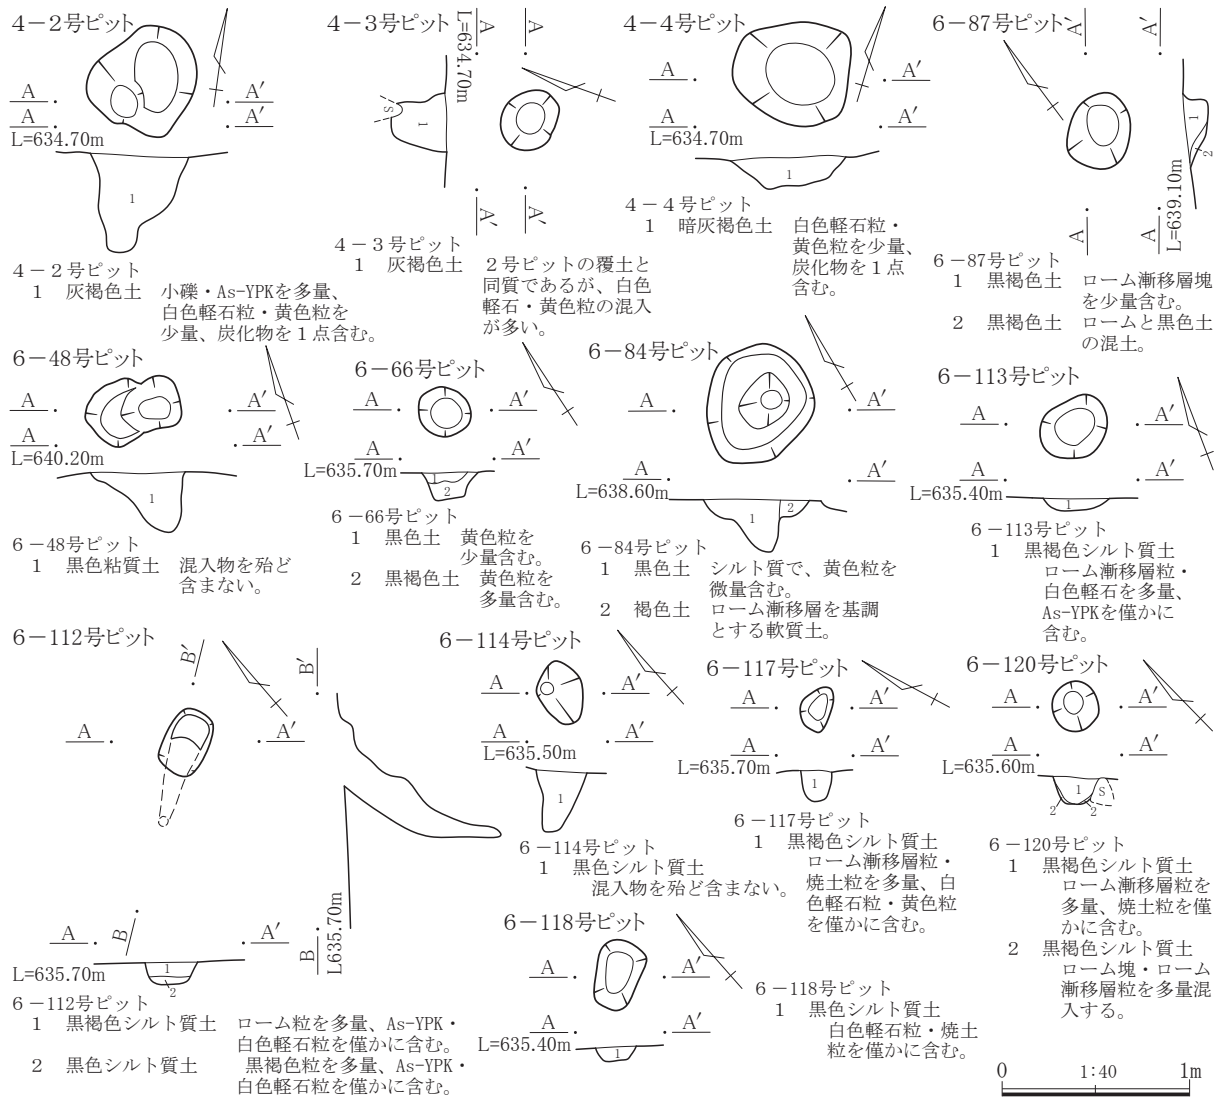 4－2号ピット
A A′
A A′
L=634.70m
1
4－2号ピット
1 灰褐色土 小礫・As-YPKを多量、
白色軽石粒・黄色粒を
少量、炭化物を1点含む。
4－3号ピット
L=634.70m
A A
S
1
A′ A′
4－3号ピット
1 灰褐色土 2号ピットの覆土と
同質であるが、白色
軽石・黄色粒の混入
が多い。
4－4号ピット
A A′
A A′
L=634.70m
1
4－4号ピット
1 暗灰褐色土 白色軽石粒・
黄色粒を少量、
炭化物を1点
含む。
6－87号ピット
A′ A′
1
2
A A
L=639.10m
6－87号ピット
1 黒褐色土 ローム漸移層塊
を少量含む。
2 黒褐色土 ロームと黒色土
の混土。
6－48号ピット
A A′
A A′
L=640.20m
1
6－48号ピット
1 黒色粘質土 混入物を殆ど
含まない。
6－66号ピット
A A′
A A′
L=635.70m
1
2
6－66号ピット
1 黒色土 黄色粒を
少量含む。
2 黒褐色土 黄色粒を
多量含む。
6－84号ピット
A A′
A A′
L=638.60m
1 2
6－84号ピット
1 黒色土 シルト質で、黄色粒を
微量含む。
2 褐色土 ローム漸移層を基調
とする軟質土。
6－113号ピット
A A′
A A′
L=635.40m
1
6－113号ピット
1 黒褐色シルト質土
ローム漸移層粒・
白色軽石を多量、
As-YPKを僅かに
含む。
6－112号ピット
B′ B′
A A′
B B
L635.70m
A A′
L=635.70m
1
2
6－112号ピット
1 黒褐色シルト質土 ローム粒を多量、As-YPK・
白色軽石粒を僅かに含む。
2 黒色シルト質土 黒褐色粒を多量、As-YPK・
白色軽石粒を僅かに含む。
6－114号ピット
A A′
A A′
L=635.50m
1
6－114号ピット
1 黒色シルト質土
混入物を殆ど含まない。
6－117号ピット
A A′
A A′
L=635.70m
1
6－117号ピット
1 黒褐色シルト質土
ローム漸移層粒・
焼土粒を多量、白
色軽石粒・黄色粒
を僅かに含む。
6－120号ピット
A A′
A A′
L=635.60m
1 S
2 2
6－120号ピット
1 黒褐色シルト質土
ローム漸移層粒を
多量、焼土粒を僅
かに含む。
2 黒褐色シルト質土
ローム塊・ローム
漸移層粒を多量混
入する。
6－118号ピット
A A′
A A′
L=635.40m
1
6－118号ピット
1 黒色シルト質土
白色軽石粒・焼土
粒を僅かに含む。
0 1:40 1m